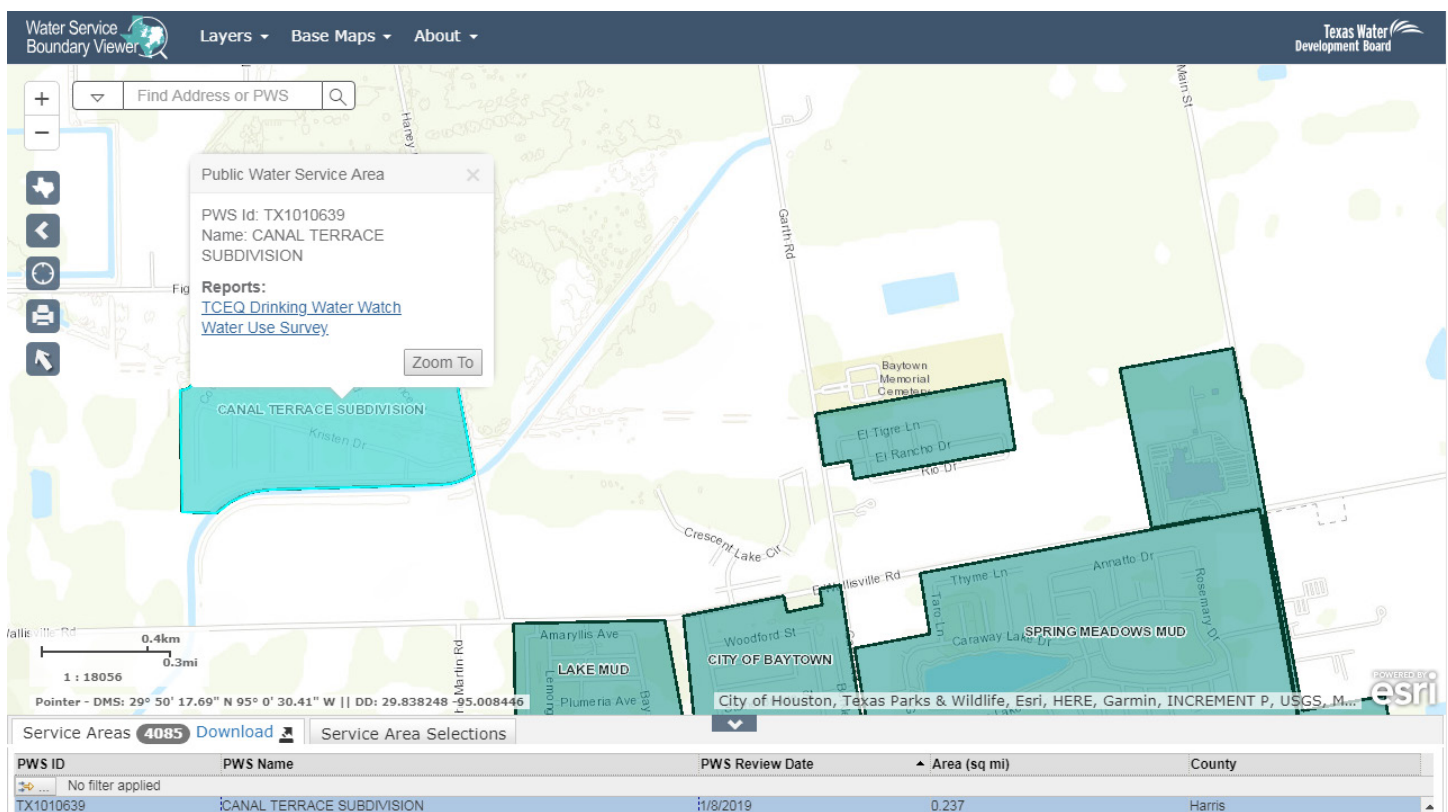 Water Service
Boundary Viewer
Layers
Base Maps
About
Texas Water
Development Board
+
Find Address or PWS
−
Haney
Main St
Garth Rd
Public Water Service Area
×
PWS Id: TX1010639
Name: CANAL TERRACE
SUBDIVISION
Reports:
TCEQ Drinking Water Watch
Water Use Survey
Zoom To
Fig
Baytown
Memorial
Cemetery
CANAL TERRACE SUBDIVISION
Kristen Dr
El Tigre Ln
El Rancho Dr
Rio Dr
Crescent Lake Cir
Wallisville Rd
Thyme Ln
Annatto Dr
Taro Ln
Rosemary Dr
Caraway Lake Dr
SPRING MEADOWS MUD
Amaryllis Ave
Woodford St
CITY OF BAYTOWN
LAKE MUD
Plumeria Ave
Martin Rd
0.4km
0.3mi
1 : 18056
Pointer - DMS: 29° 50' 17.69" N 95° 0' 30.41" W || DD: 29.838248 -95.008446
City of Houston, Texas Parks & Wildlife, Esri, HERE, Garmin, INCREMENT P, USGS, M...
POWERED BY
esri
Service Areas 4085 Download
Service Area Selections
PWS ID PWS Name PWS Review Date Area (sq mi) County
... No filter applied
TX1010639 CANAL TERRACE SUBDIVISION 1/8/2019 0.237 Harris